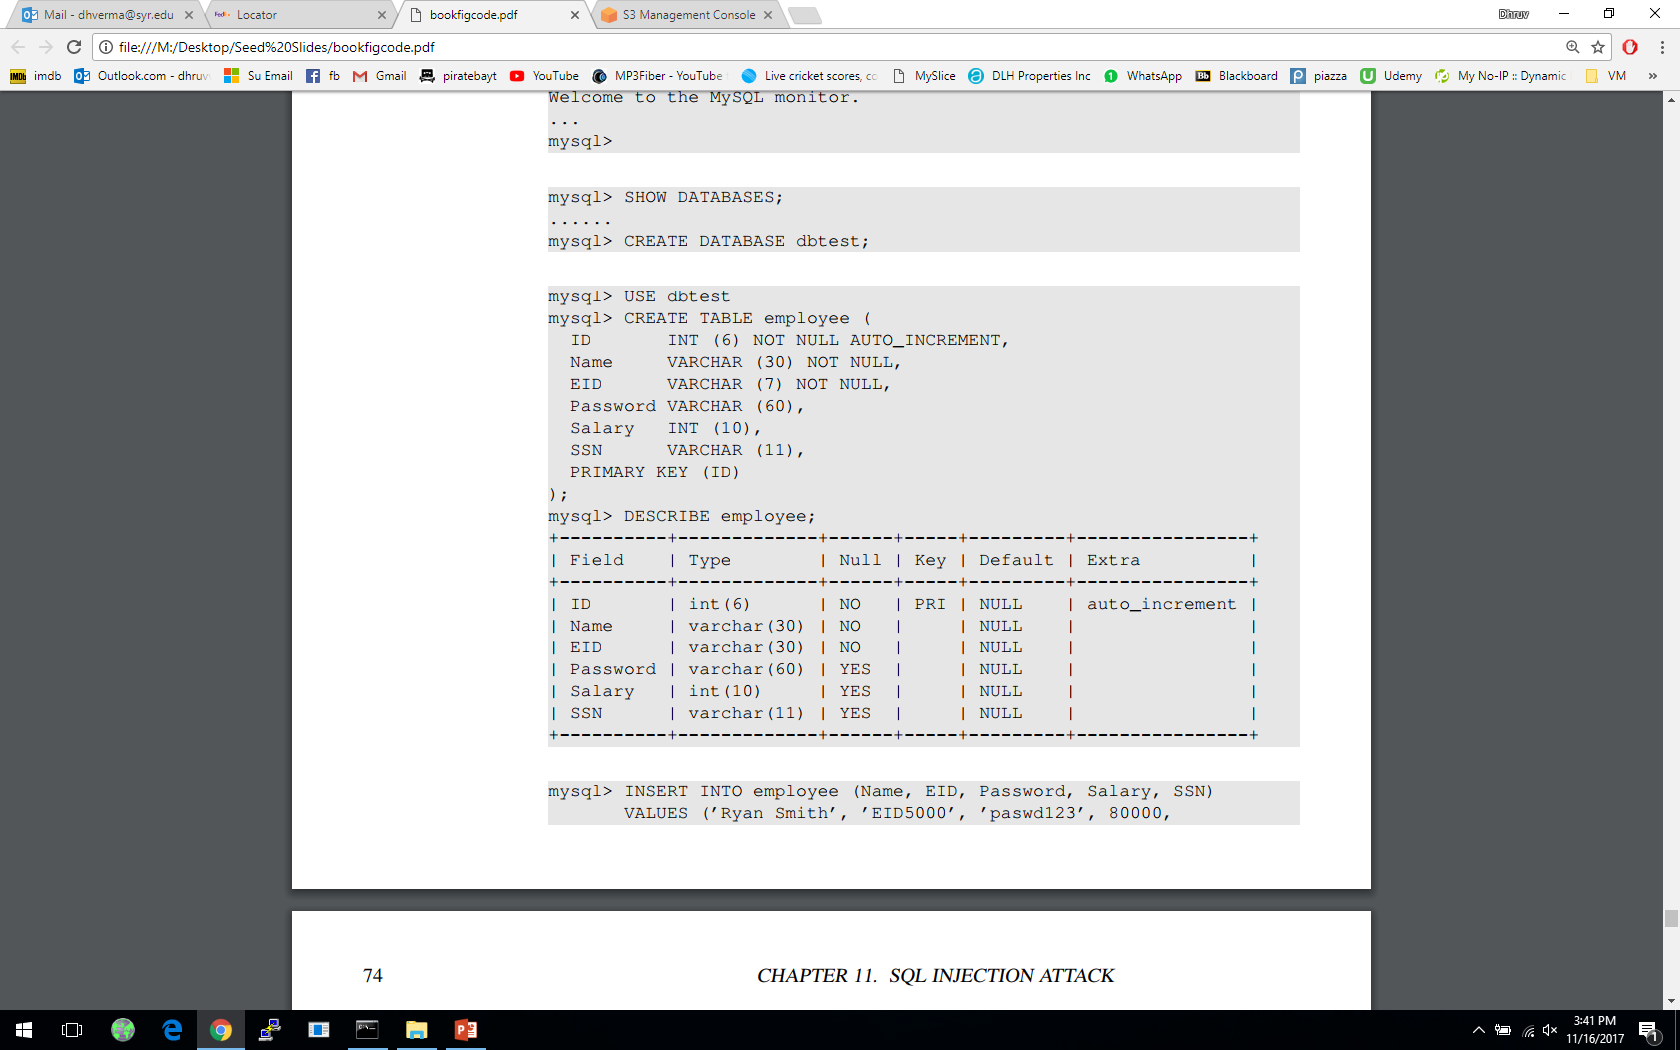 Mail - dhverma@syr.edu
Locator
bookfigcode.pdf
S3 Management Console
Dhruv
file:///M:/Desktop/Seed%20Slides/bookfigcode.pdf
IMDb imdb
Outlook.com - dhruv
Su Email
fb
Gmail
piratebayt
YouTube
MP3Fiber - YouTube
Live cricket scores, co
MySlice
DLH Properties Inc
WhatsApp
Bb Blackboard
piazza
Udemy
My No-IP :: Dynamic
VM
»
Welcome to the MySQL monitor.
...
mysql>
mysql> SHOW DATABASES;
......
mysql> CREATE DATABASE dbtest;
mysql> USE dbtest
mysql> CREATE TABLE employee (
ID INT (6) NOT NULL AUTO_INCREMENT,
Name VARCHAR (30) NOT NULL,
EID VARCHAR (7) NOT NULL,
Password VARCHAR (60),
Salary INT (10),
SSN VARCHAR (11),
PRIMARY KEY (ID)
);
mysql> DESCRIBE employee;
+----------+-------------+------+-----+---------+----------------+
| Field | Type | Null | Key | Default | Extra |
+----------+-------------+------+-----+---------+----------------+
| ID | int(6) | NO | PRI | NULL | auto_increment |
| Name | varchar(30) | NO | | NULL | |
| EID | varchar(30) | NO | | NULL | |
| Password | varchar(60) | YES | | NULL | |
| Salary | int(10) | YES | | NULL | |
| SSN | varchar(11) | YES | | NULL | |
+----------+-------------+------+-----+---------+----------------+
mysql> INSERT INTO employee (Name, EID, Password, Salary, SSN)
VALUES (’Ryan Smith’, ’EID5000’, ’paswd123’, 80000,
74 CHAPTER 11. SQL INJECTION ATTACK
3:41 PM
11/16/2017
1